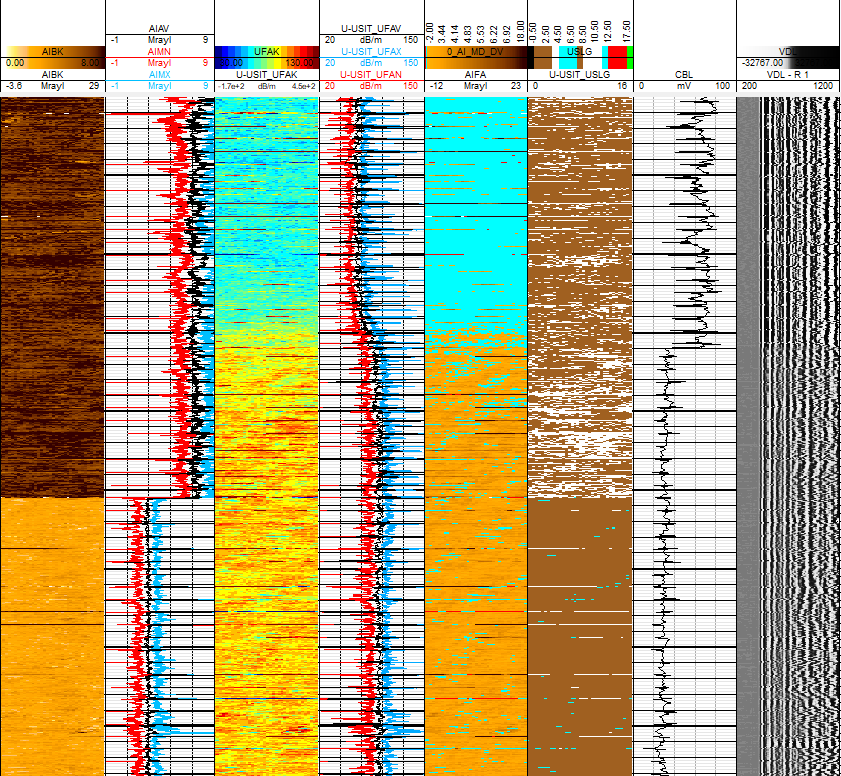 AIBK
0.00 8.00
AIBK
-3.6 Mrayl 29
AIAV
-1 Mrayl 9
AIMN
-1 Mrayl 9
AIMX
-1 Mrayl 9
UFAK
130.00
U-USIT_UFAK
-1.7e+2 dB/m 4.5e+2
U-USIT_UFAV
20 dB/m 150
U-USIT_UFAX
20 dB/m 150
U-USIT_UFAN
20 dB/m 150
-2.00 3.44 4.14 4.83 5.53 6.22 6.92 18.00
0_AI_MD_DV
AIFA
-12 Mrayl 23
-0.50 2.50 4.50 6.50 8.50 10.50 12.50 17.50
USLG
U-USIT_USLG
0 16
CBL
0 mV 100
-32767.00
VDL - R 1
200 1200